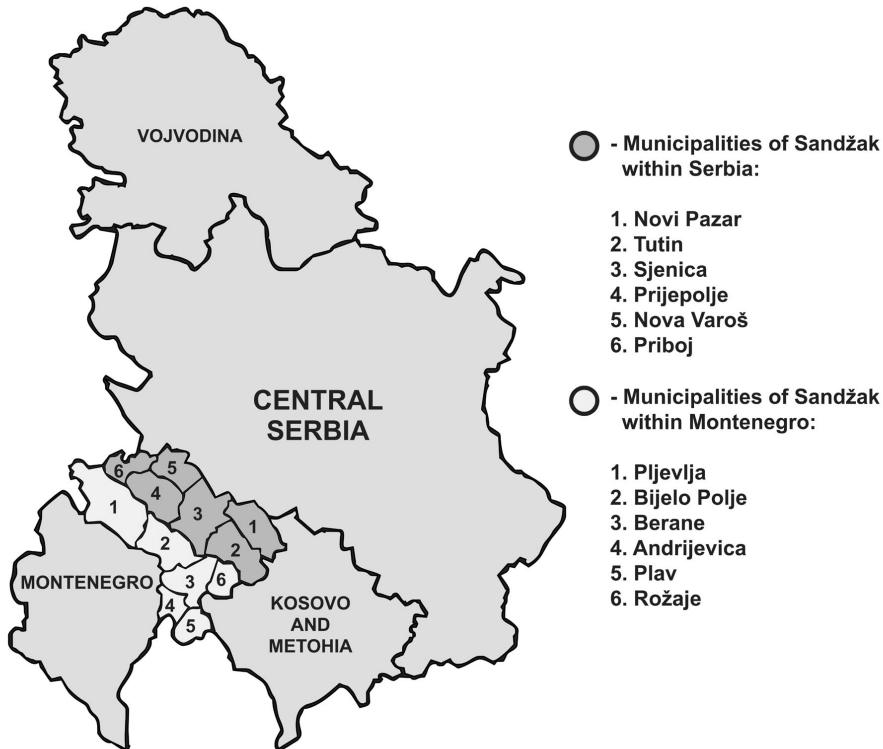 VOJVODINA
CENTRAL
SERBIA
MONTENEGRO
KOSOVO
AND
METOHIA
6
5
4
3
1
2
1
2
3
6
4
5
- Municipalities of Sandžak
within Serbia:
1. Novi Pazar
2. Tutin
3. Sjenica
4. Prijepolje
5. Nova Varoš
6. Priboj
- Municipalities of Sandžak
within Montenegro:
1. Pljevlja
2. Bijelo Polje
3. Berane
4. Andrijevica
5. Plav
6. Rožaje